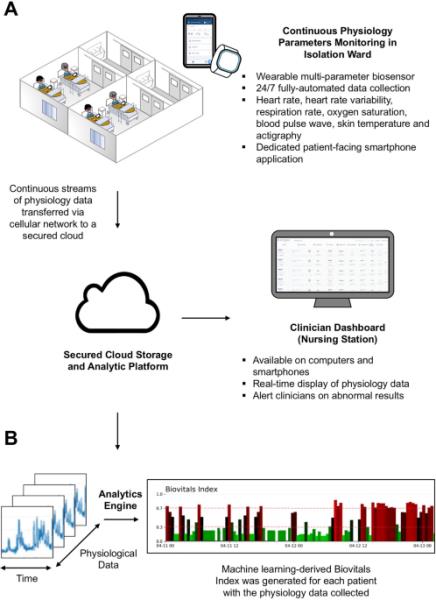 A
Continuous Physiology
Parameters Monitoring in
Isolation Ward
▪ Wearable multi-parameter biosensor
▪ 24/7 fully-automated data collection
▪ Heart rate, heart rate variability,
respiration rate, oxygen saturation,
blood pulse wave, skin temperature and
actigraphy
▪ Dedicated patient-facing smartphone
application
Continuous streams
of physiology data
transferred via
cellular network to a
secured cloud
Secured Cloud Storage
and Analytic Platform
Clinician Dashboard
(Nursing Station)
▪ Available on computers and
smartphones
▪ Real-time display of physiology data
▪ Alert clinicians on abnormal results
B
Analytics
Engine
Physiological
Data
Time
Biovitals Index
1.0
0.7
0.3
0.0
04-11 00
04-11 12
04-12 00
04-12 12
04-13 00
Machine learning-derived Biovitals
Index was generated for each patient
with the physiology data collected